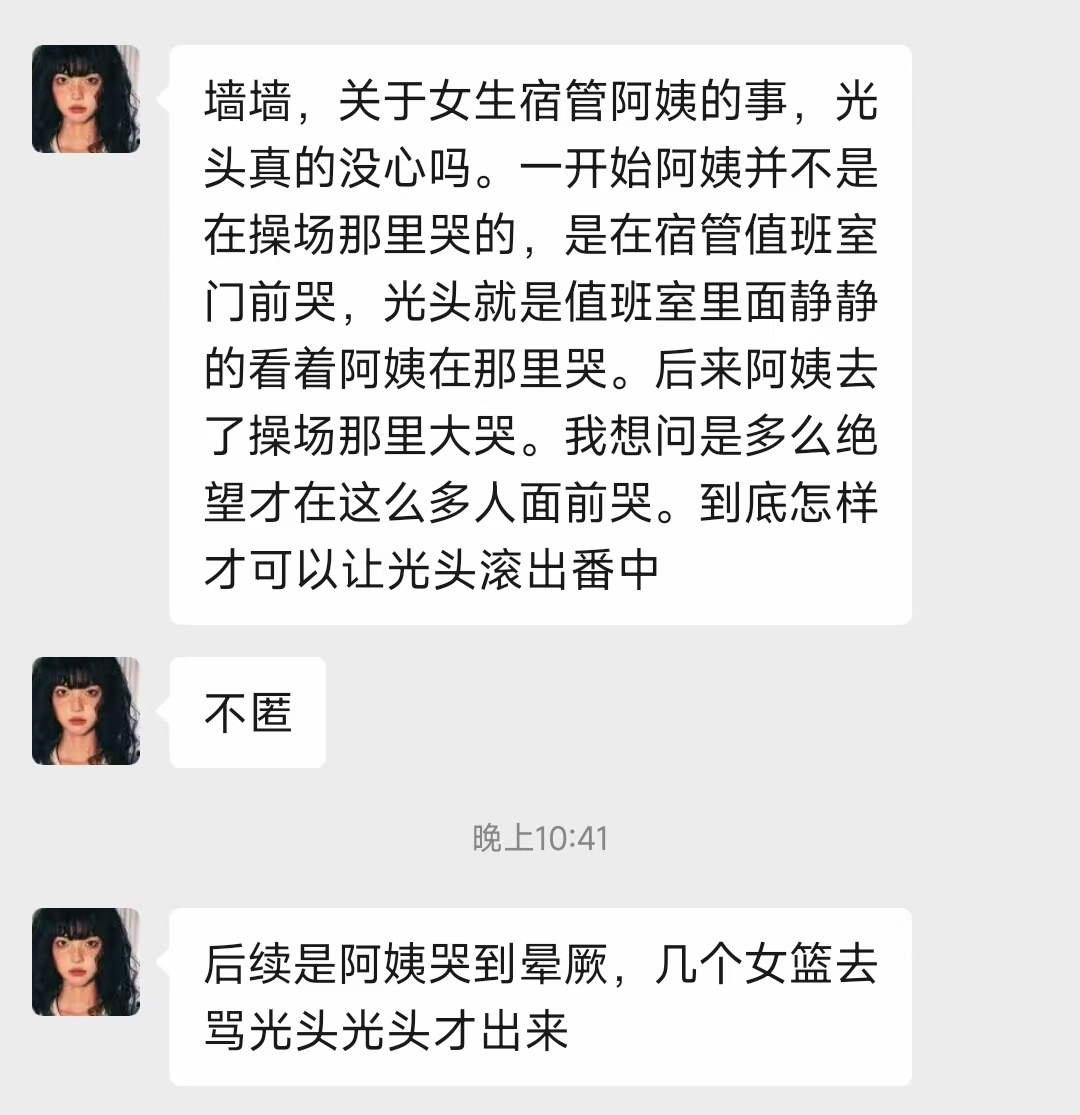 墙墙，关于女生宿管阿姨的事，光
头真的没心吗。一开始阿姨并不是
在操场那里哭的，是在宿管值班室
门前哭，光头就是值班室里面静静
的看着阿姨在那里哭。后来阿姨去
了操场那里大哭。我想问是多么绝
望才在这么多人面前哭。到底怎样
才可以让光头滚出番中
不匿
晚上10:41
后续是阿姨哭到晕厥，几个女篮去
骂光头光头才出来